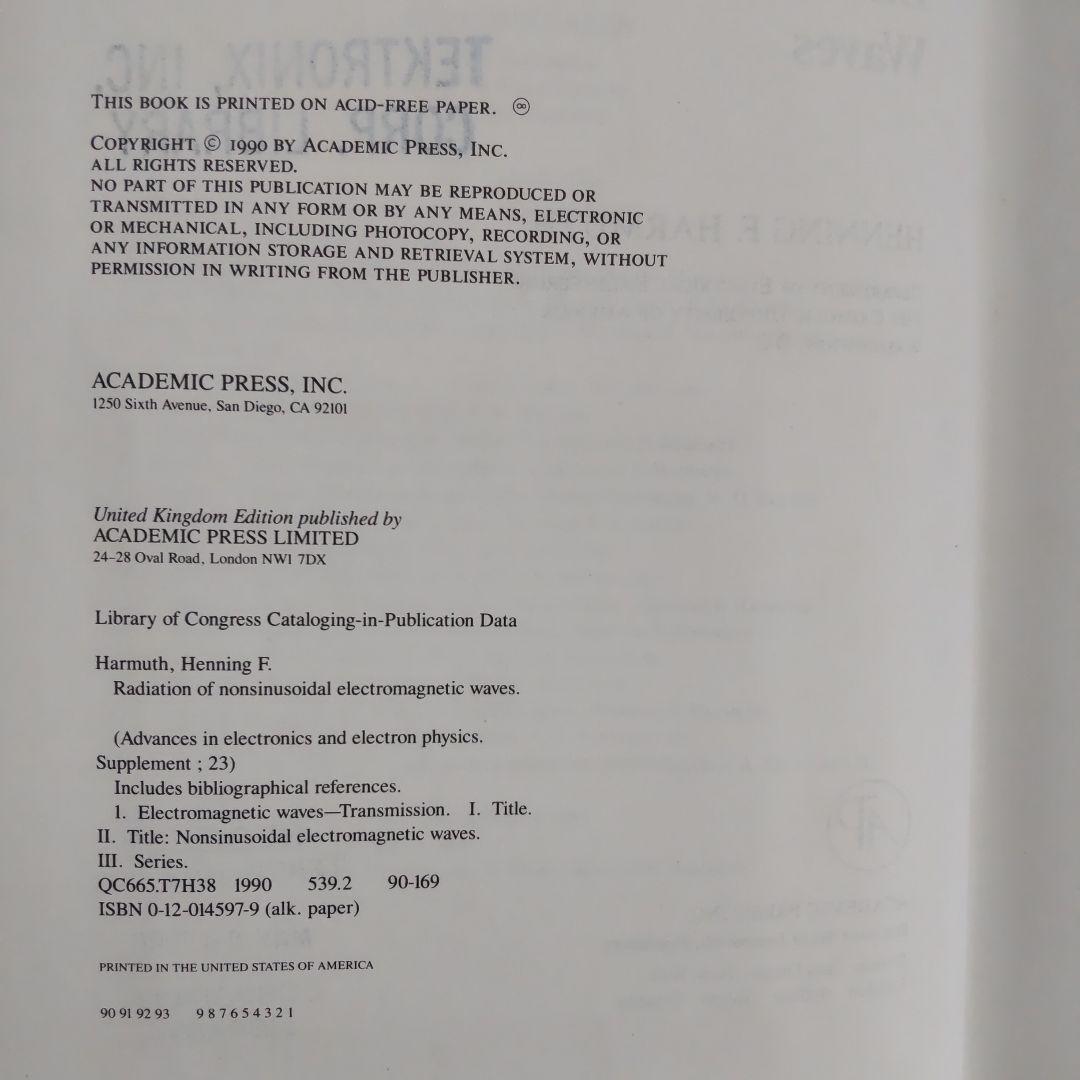 TEKTRONIX, INC.
CORP. LIBRARY
Waves
THIS BOOK IS PRINTED ON ACID-FREE PAPER. ♾
COPYRIGHT © 1990 BY ACADEMIC PRESS, INC.
ALL RIGHTS RESERVED.
NO PART OF THIS PUBLICATION MAY BE REPRODUCED OR
TRANSMITTED IN ANY FORM OR BY ANY MEANS, ELECTRONIC
OR MECHANICAL, INCLUDING PHOTOCOPY, RECORDING, OR
ANY INFORMATION STORAGE AND RETRIEVAL SYSTEM, WITHOUT
PERMISSION IN WRITING FROM THE PUBLISHER.
HENNING F.
ACADEMIC PRESS, INC.
1250 Sixth Avenue, San Diego, CA 92101
United Kingdom Edition published by
ACADEMIC PRESS LIMITED
24–28 Oval Road, London NW1 7DX
Library of Congress Cataloging-in-Publication Data
Harmuth, Henning F.
Radiation of nonsinusoidal electromagnetic waves.
(Advances in electronics and electron physics.
Supplement ; 23)
Includes bibliographical references.
1. Electromagnetic waves—Transmission. I. Title.
II. Title: Nonsinusoidal electromagnetic waves.
III. Series.
QC665.T7H38 1990 539.2 90-169
ISBN 0-12-014597-9 (alk. paper)
PRINTED IN THE UNITED STATES OF AMERICA
90 91 92 93 9 8 7 6 5 4 3 2 1